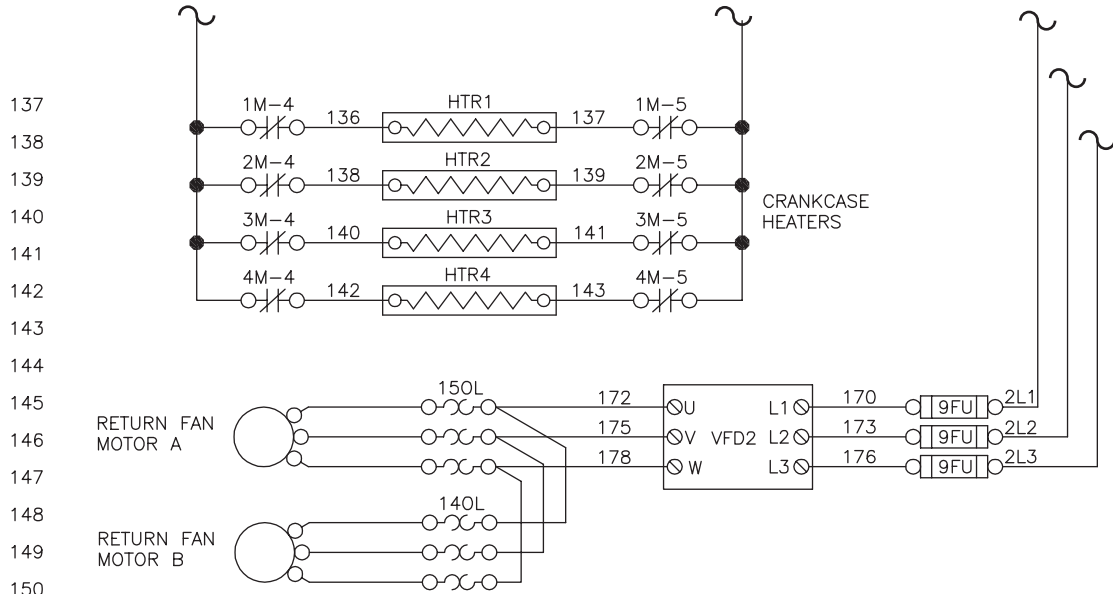 137
1M-4 136 HTR1 137 1M-5
138
2M-4 138 HTR2 139 2M-5
139
CRANKCASE
HEATERS
140
3M-4 140 HTR3 141 3M-5
141
142
4M-4 142 HTR4 143 4M-5
143
144
145
RETURN FAN
MOTOR A
15OL
172 U L1 170 9FU 2L1
146
175 V VFD2 L2 173 9FU 2L2
147
178 W L3 176 9FU 2L3
148
14OL
RETURN FAN
MOTOR B
149
150